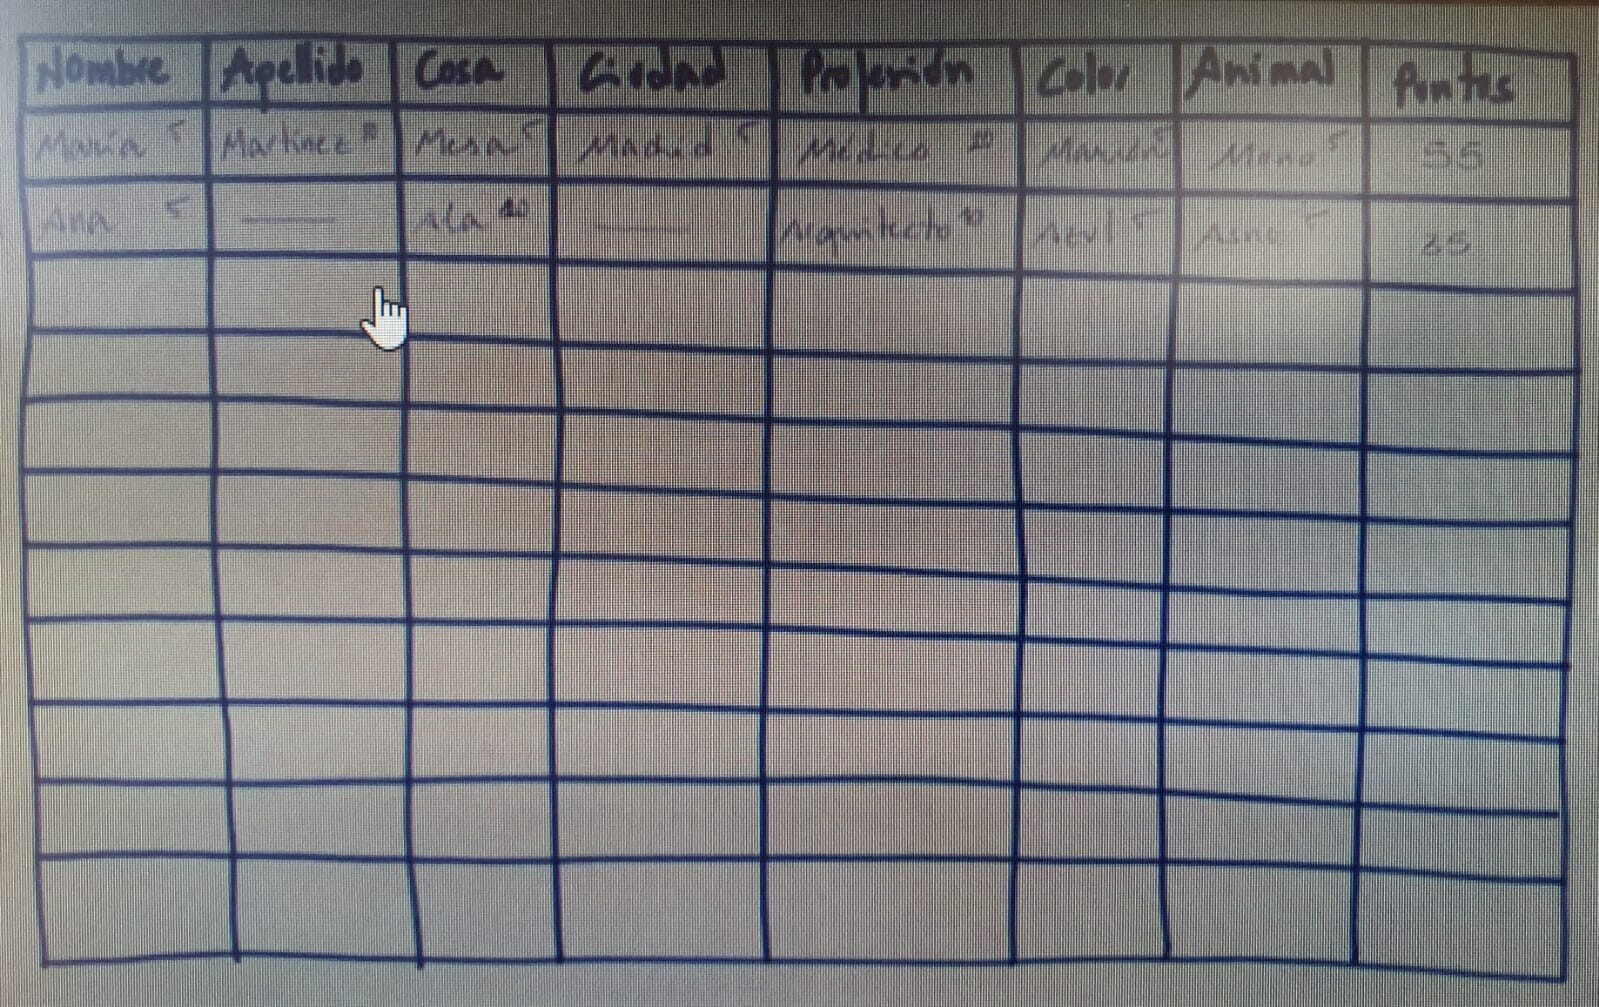 Nombre Apellido Cosa Ciudad Profesión Color Animal Puntos
María 5 Martínez 10 Mesa 5 Madrid 5 Médico 10 Marrón 5 Mono 5 55
Ana 5 Ala 10 Arquitecto 10 Azul 5 Asno 5 35